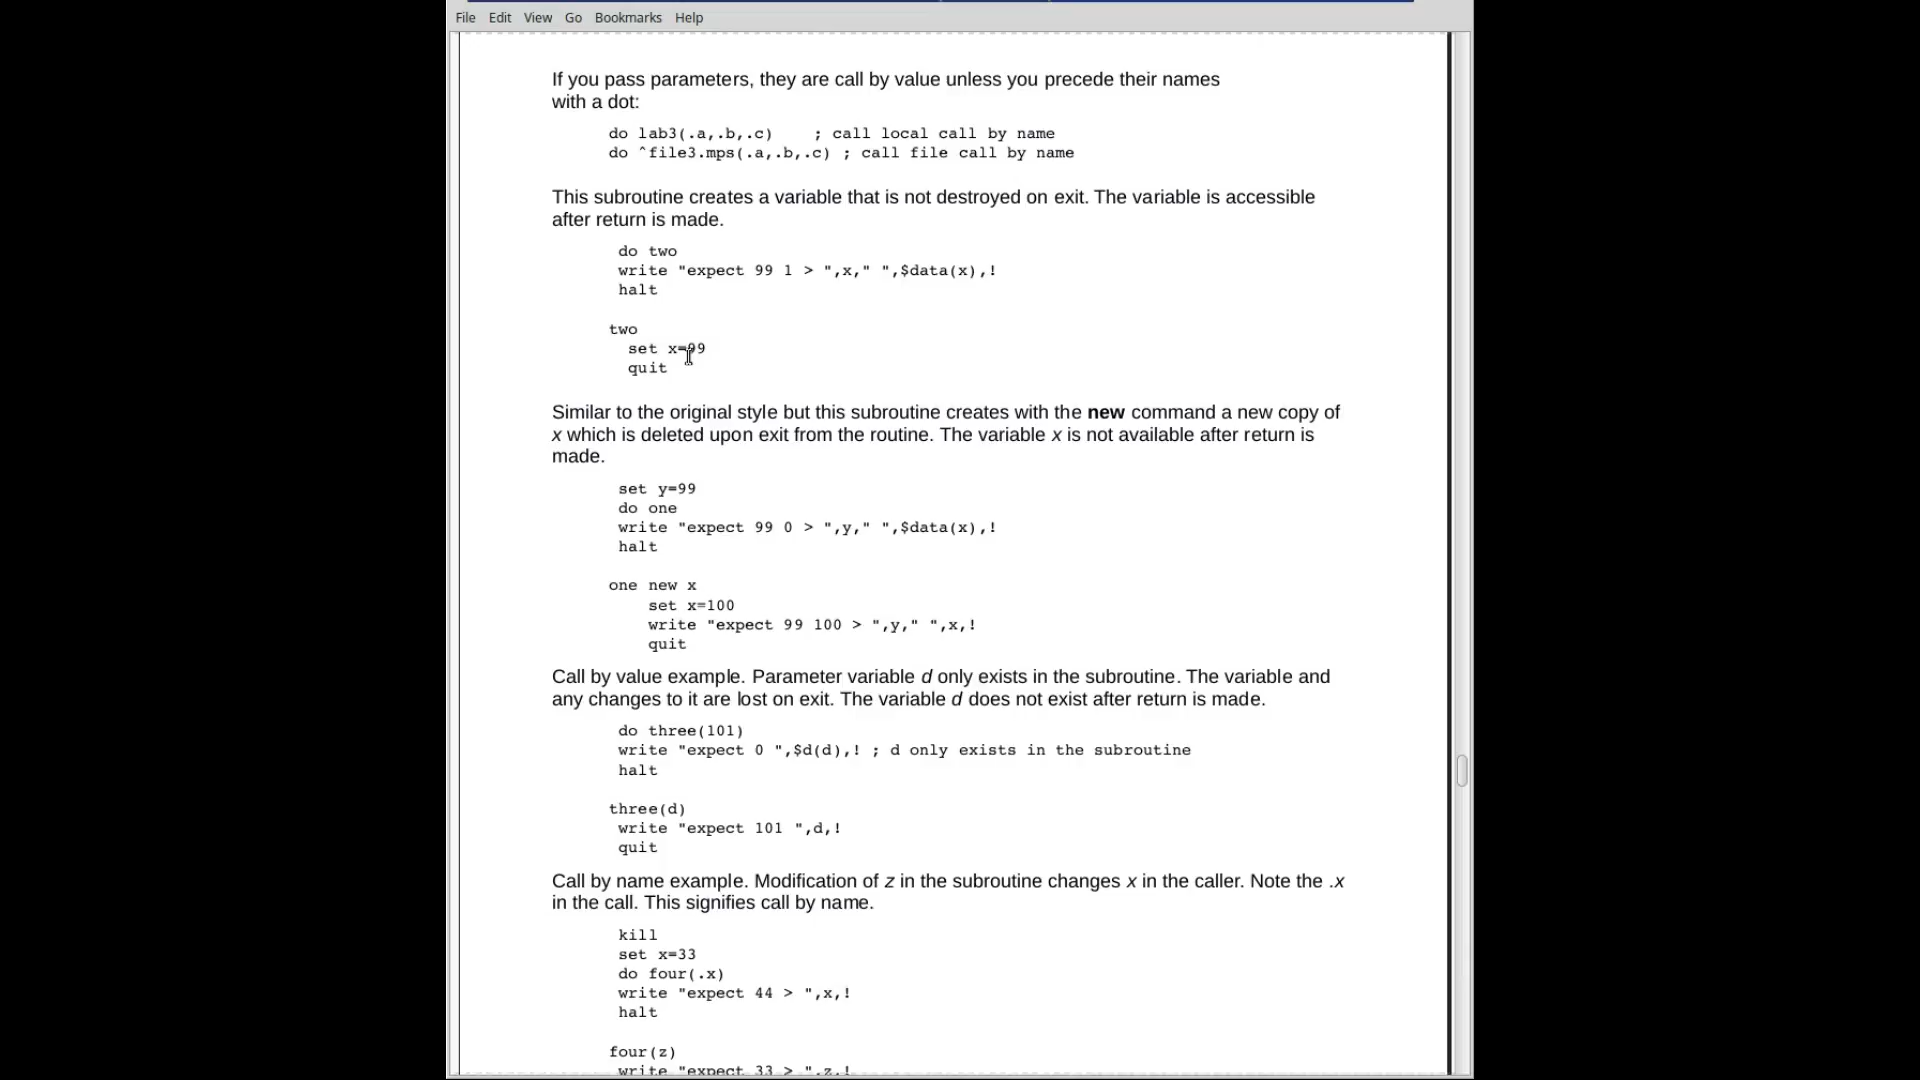 File Edit View Go Bookmarks Help
If you pass parameters, they are call by value unless you precede their names
with a dot:
do lab3(.a,.b,.c)    ; call local call by name
do ^file3.mps(.a,.b,.c) ; call file call by name
This subroutine creates a variable that is not destroyed on exit. The variable is accessible
after return is made.
do two
write "expect 99 1 > ",x," ",$data(x),!
halt
two
set x=99
quit
Similar to the original style but this subroutine creates with the new command a new copy of
x which is deleted upon exit from the routine. The variable x is not available after return is
made.
set y=99
do one
write "expect 99 0 > ",y," ",$data(x),!
halt
one new x
set x=100
write "expect 99 100 > ",y," ",x,!
quit
Call by value example. Parameter variable d only exists in the subroutine. The variable and
any changes to it are lost on exit. The variable d does not exist after return is made.
do three(101)
write "expect 0 ",$d(d),! ; d only exists in the subroutine
halt
three(d)
write "expect 101 ",d,!
quit
Call by name example. Modification of z in the subroutine changes x in the caller. Note the .x
in the call. This signifies call by name.
kill
set x=33
do four(.x)
write "expect 44 > ",x,!
halt
four(z)
write "expect 33 > ",z,!